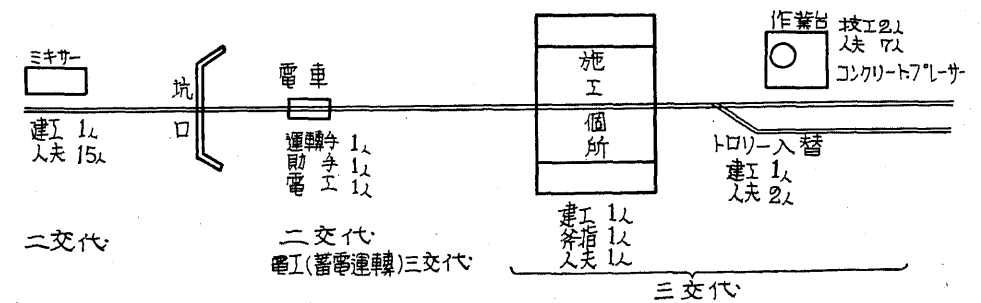 ミキサー
建工 1人
人夫 15人
二交代
坑口
電車
運轉手 1人
助手 1人
電工 1人
二交代
電工(蓄電運轉)三交代
施工個所
建工 1人
斧指 1人
人夫 1人
作業台
技工2人
人夫 7人
コンクリートプレーサー
トロリー入替
建工 1人
人夫 2人
三交代